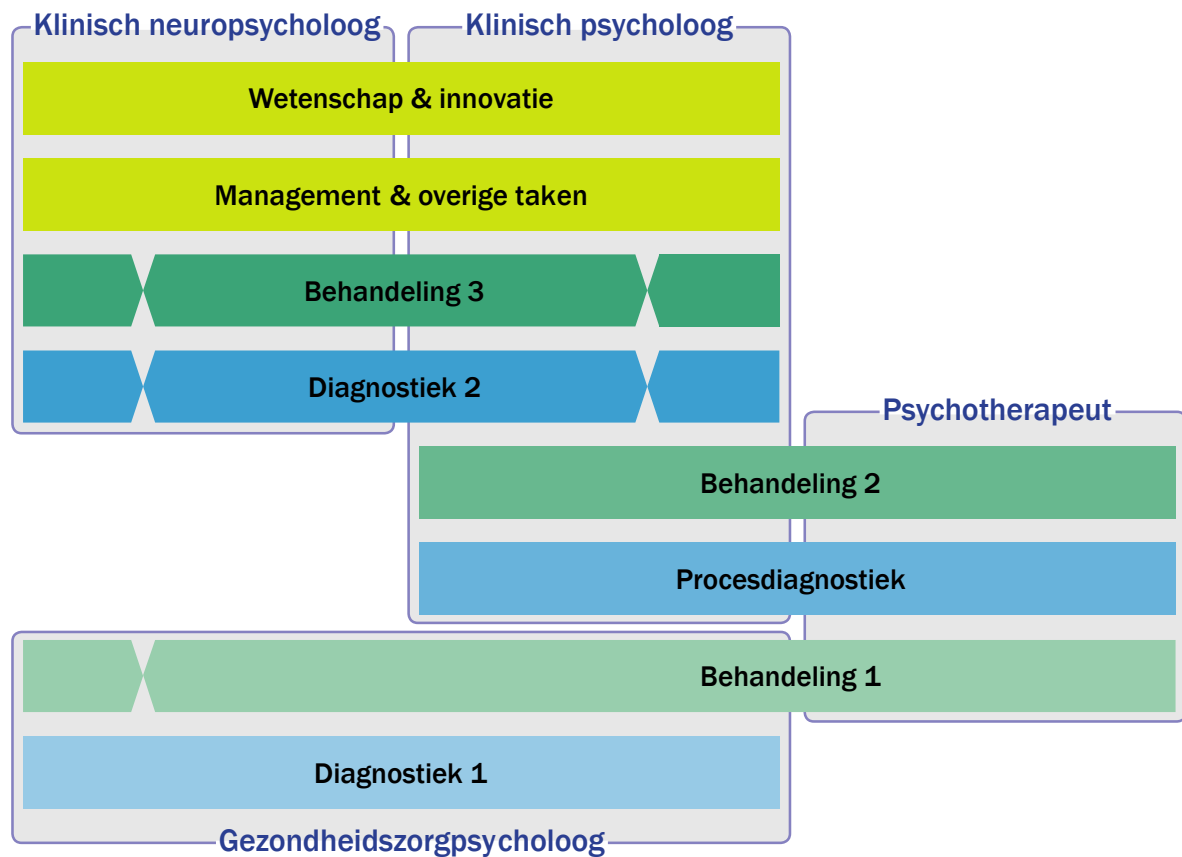 Klinisch neuropsycholoog
Klinisch psycholoog
Wetenschap & innovatie
Management & overige taken
Behandeling 3
Diagnostiek 2
Psychotherapeut
Behandeling 2
Procesdiagnostiek
Behandeling 1
Diagnostiek 1
Gezondheidszorgpsycholoog